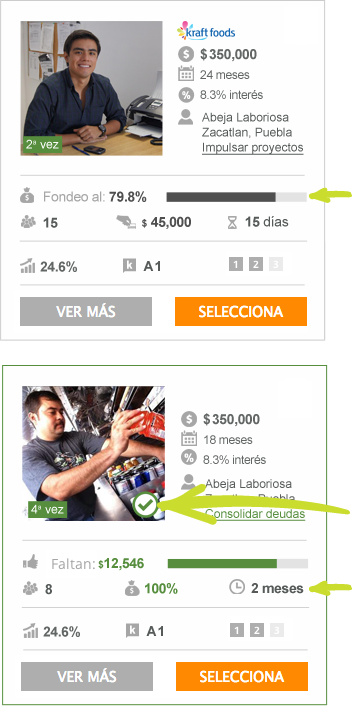 kraft foods
$ $350,000
24 meses
% 8.3% interés
Abeja Laboriosa
Zacatlan, Puebla
Impulsar proyectos
2ª vez
$ Fondeo al: 79.8%
15 $ 45,000 15 días
24.6% k A1 1 2 3
VER MÁS SELECCIONA
$ $350,000
18 meses
% 8.3% interés
Abeja Laboriosa
Zacatlan, Puebla
Consolidar deudas
4ª vez
Faltan: $12,546
8 $ 100% 2 meses
24.6% k A1 1 2 3
VER MÁS SELECCIONA